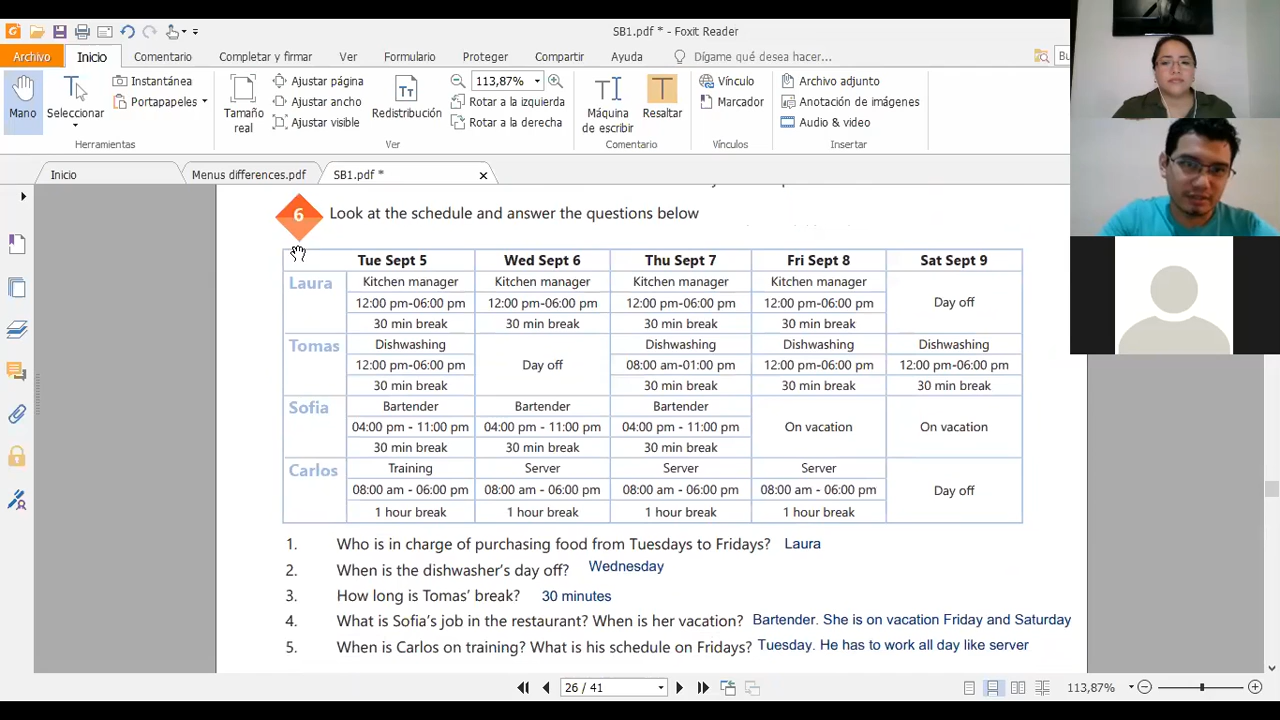 SB1.pdf * - Foxit Reader
Archivo Inicio Comentario Completar y firmar Ver Formulario Proteger Compartir Ayuda Dígame qué desea hacer... Bu
Mano Seleccionar Instantánea Portapapeles Herramientas
Tamaño real Ajustar página Ajustar ancho Ajustar visible Redistribución 113,87% Rotar a la izquierda Rotar a la derecha Ver
Máquina de escribir Resaltar Comentario
Vínculo Marcador Vínculos
Archivo adjunto Anotación de imágenes Audio & video Insertar
Inicio Menus differences.pdf SB1.pdf *
6 Look at the schedule and answer the questions below
Tue Sept 5 Wed Sept 6 Thu Sept 7 Fri Sept 8 Sat Sept 9
Laura Kitchen manager Kitchen manager Kitchen manager Kitchen manager Day off
12:00 pm-06:00 pm 12:00 pm-06:00 pm 12:00 pm-06:00 pm 12:00 pm-06:00 pm
30 min break 30 min break 30 min break 30 min break
Tomas Dishwashing Day off Dishwashing Dishwashing Dishwashing
12:00 pm-06:00 pm 08:00 am-01:00 pm 12:00 pm-06:00 pm 12:00 pm-06:00 pm
30 min break 30 min break 30 min break 30 min break
Sofia Bartender Bartender Bartender On vacation On vacation
04:00 pm - 11:00 pm 04:00 pm - 11:00 pm 04:00 pm - 11:00 pm
30 min break 30 min break 30 min break
Carlos Training Server Server Server Day off
08:00 am - 06:00 pm 08:00 am - 06:00 pm 08:00 am - 06:00 pm 08:00 am - 06:00 pm
1 hour break 1 hour break 1 hour break 1 hour break
1. Who is in charge of purchasing food from Tuesdays to Fridays? Laura
2. When is the dishwasher's day off? Wednesday
3. How long is Tomas' break? 30 minutes
4. What is Sofia's job in the restaurant? When is her vacation? Bartender. She is on vacation Friday and Saturday
5. When is Carlos on training? What is his schedule on Fridays? Tuesday. He has to work all day like server
26 / 41 113,87%